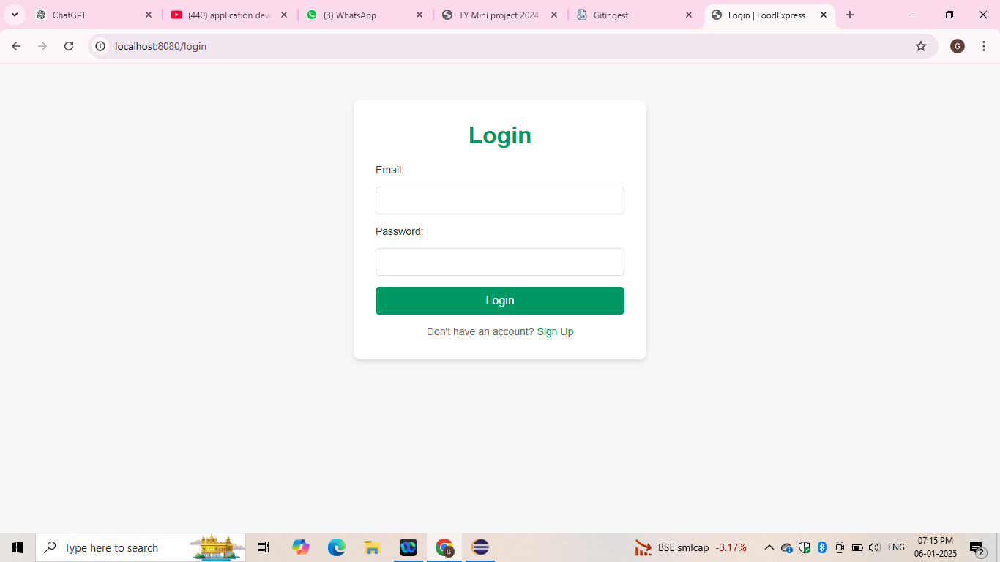 ChatGPT
(440) application deve
(3) WhatsApp
TY Mini project 2024-
Gitingest
Login | FoodExpress
localhost:8080/login
G
Login
Email:
Password:
Login
Don't have an account? Sign Up
Type here to search
G
BSE smlcap -3.17%
ENG
07:15 PM
06-01-2025
2